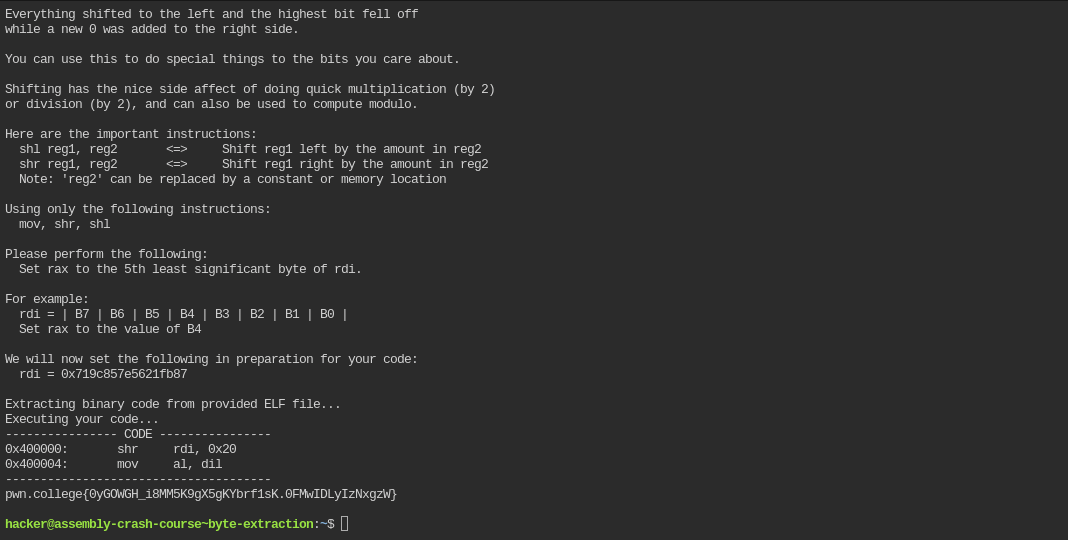 Everything shifted to the left and the highest bit fell off
while a new 0 was added to the right side.
You can use this to do special things to the bits you care about.
Shifting has the nice side affect of doing quick multiplication (by 2)
or division (by 2), and can also be used to compute modulo.
Here are the important instructions:
shl reg1, reg2       <=>     Shift reg1 left by the amount in reg2
shr reg1, reg2       <=>     Shift reg1 right by the amount in reg2
Note: 'reg2' can be replaced by a constant or memory location
Using only the following instructions:
mov, shr, shl
Please perform the following:
Set rax to the 5th least significant byte of rdi.
For example:
rdi = | B7 | B6 | B5 | B4 | B3 | B2 | B1 | B0 |
Set rax to the value of B4
We will now set the following in preparation for your code:
rdi = 0x719c857e5621fb87
Extracting binary code from provided ELF file...
Executing your code...
---------------- CODE ----------------
0x400000:       shr     rdi, 0x20
0x400004:       mov     al, dil
--------------------------------------
pwn.college{0yGOWGH_i8MM5K9gX5gKYbrf1sK.0FMwIDLyIzNxgzW}
hacker@assembly-crash-course~byte-extraction:~$